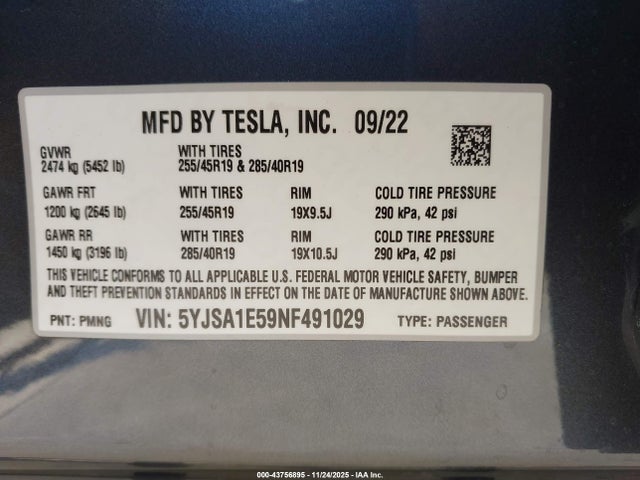 MFD BY TESLA, INC. 09/22
GVWR WITH TIRES
2474 kg (5452 lb) 255/45R19 & 285/40R19
GAWR FRT WITH TIRES RIM COLD TIRE PRESSURE
1200 kg (2645 lb) 255/45R19 19X9.5J 290 kPa, 42 psi
GAWR RR WITH TIRES RIM COLD TIRE PRESSURE
1450 kg (3196 lb) 285/40R19 19X10.5J 290 kPa, 42 psi
THIS VEHICLE CONFORMS TO ALL APPLICABLE U.S. FEDERAL MOTOR VEHICLE SAFETY, BUMPER
AND THEFT PREVENTION STANDARDS IN EFFECT ON THE DATE OF MANUFACTURE SHOWN ABOVE.
PNT: PMNG VIN: 5YJSA1E59NF491029 TYPE: PASSENGER
000-43756895 - 11/24/2025 - IAA Inc.